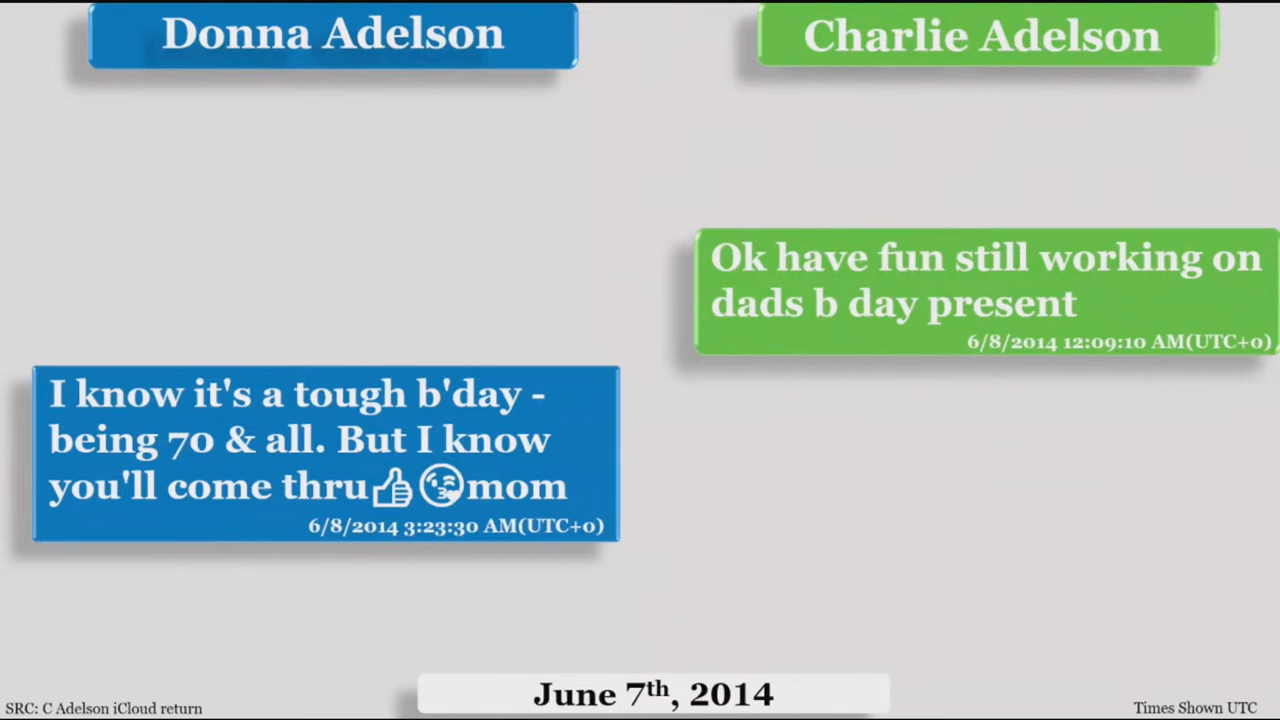 Donna Adelson
Charlie Adelson
Ok have fun still working on
dads b day present
6/8/2014 12:09:10 AM(UTC+0)
I know it's a tough b'day -
being 70 & all. But I know
you'll come thru👍😘mom
6/8/2014 3:23:30 AM(UTC+0)
June 7th, 2014
SRC: C Adelson iCloud return
Times Shown UTC